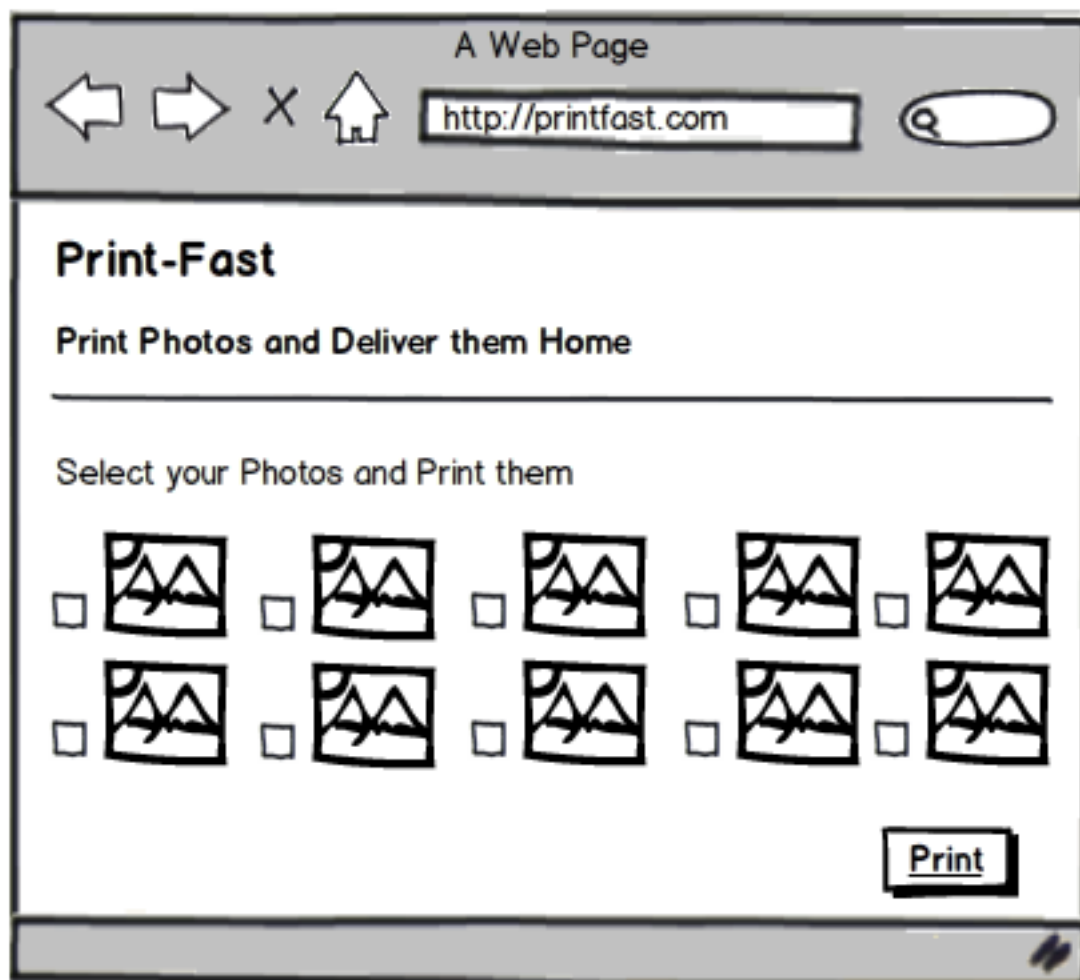 A Web Page
http://printfast.com
Print-Fast
Print Photos and Deliver them Home
Select your Photos and Print them
Print